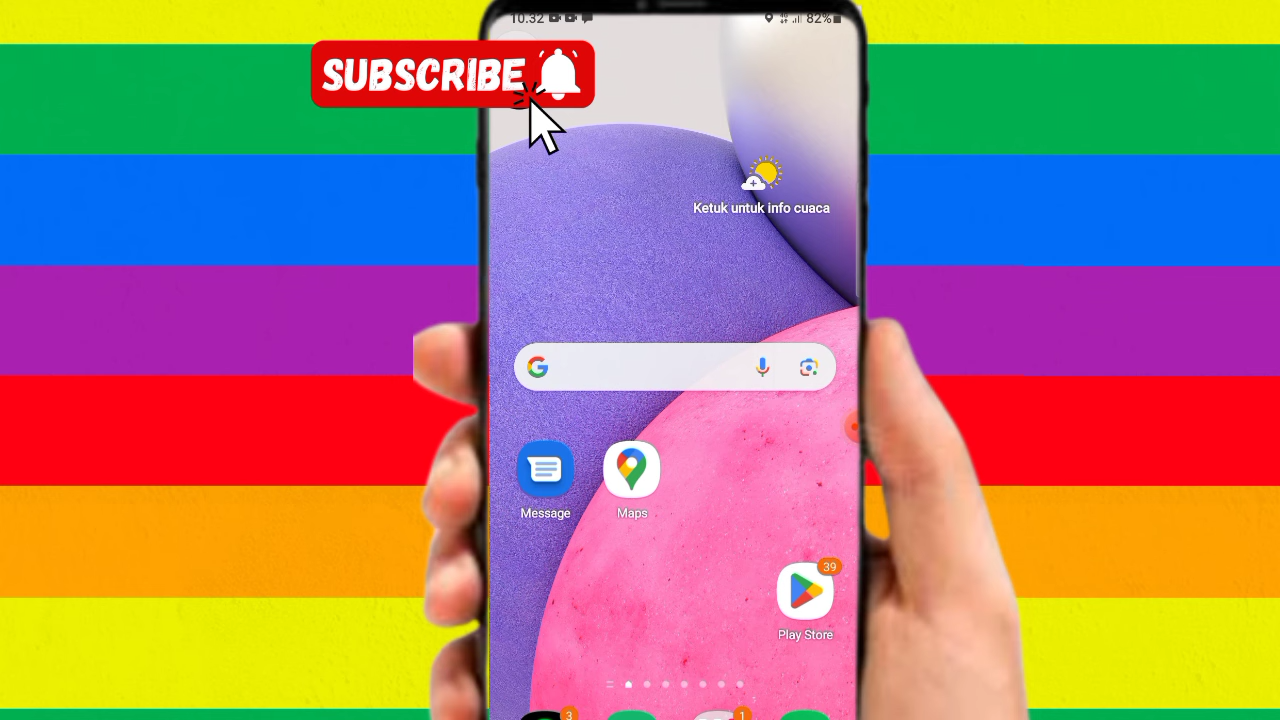 10.32
82%
SUBSCRIBE
Ketuk untuk info cuaca
G
Message
Maps
39
Play Store
3
1